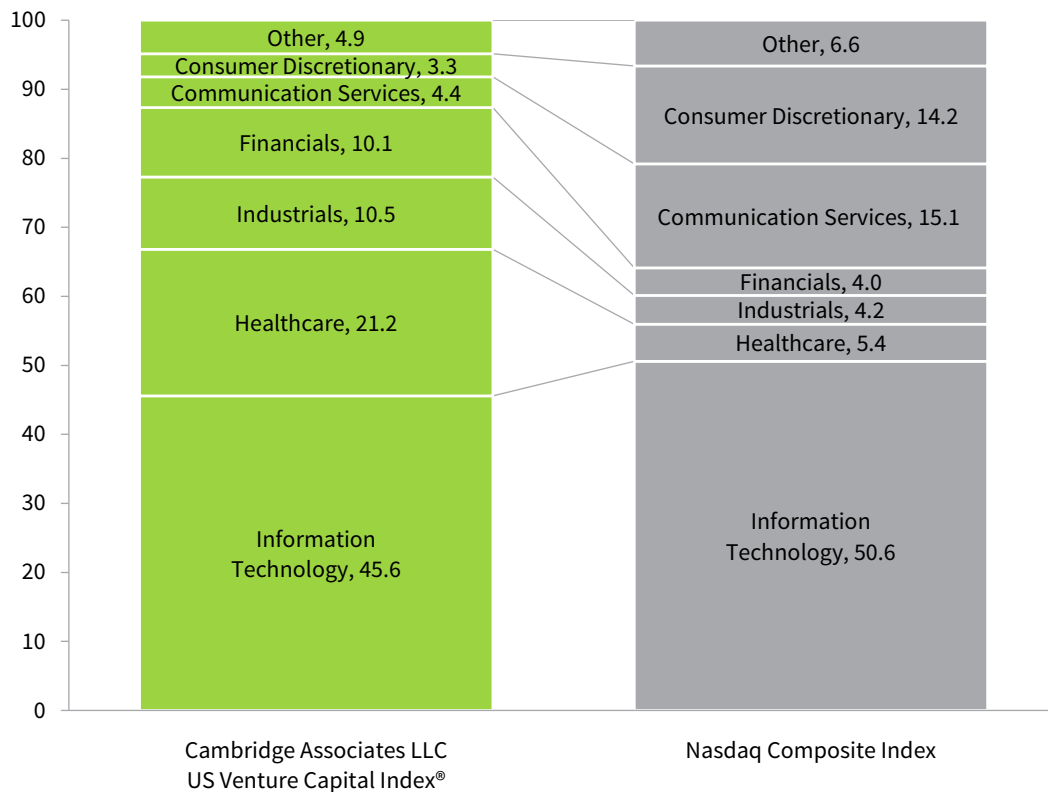 100
90
80
70
60
50
40
30
20
10
0
Other, 4.9
Consumer Discretionary, 3.3
Communication Services, 4.4
Financials, 10.1
Industrials, 10.5
Healthcare, 21.2
Information
Technology, 45.6
Other, 6.6
Consumer Discretionary, 14.2
Communication Services, 15.1
Financials, 4.0
Industrials, 4.2
Healthcare, 5.4
Information
Technology, 50.6
Cambridge Associates LLC
US Venture Capital Index®
Nasdaq Composite Index